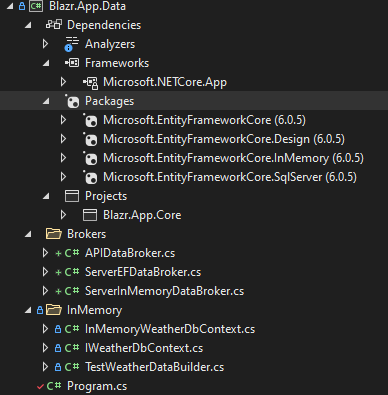 C# Blazr.App.Data
Dependencies
Analyzers
Frameworks
Microsoft.NETCore.App
Packages
Microsoft.EntityFrameworkCore (6.0.5)
Microsoft.EntityFrameworkCore.Design (6.0.5)
Microsoft.EntityFrameworkCore.InMemory (6.0.5)
Microsoft.EntityFrameworkCore.SqlServer (6.0.5)
Projects
Blazr.App.Core
Brokers
+ C# APIDataBroker.cs
+ C# ServerEFDataBroker.cs
+ C# ServerInMemoryDataBroker.cs
InMemory
C# InMemoryWeatherDbContext.cs
C# IWeatherDbContext.cs
C# TestWeatherDataBuilder.cs
C# Program.cs